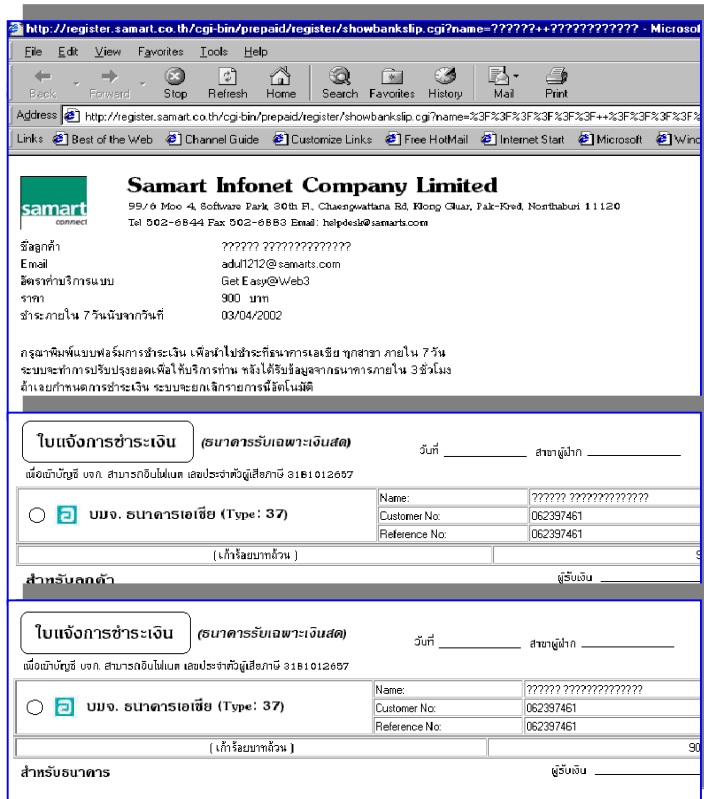 http://register.samart.co.th/cgi-bin/prepaid/register/showbankslip.cgi?name=??????++???????????? - Microsof
File Edit View Favorites Tools Help
Back Forward Stop Refresh Home Search Favorites History Mail Print
Address http://register.samart.co.th/cgi-bin/prepaid/register/showbankslip.cgi?name=%3F%3F%3F%3F%3F%3F++%3F%3F%3F%
Links Best of the Web Channel Guide Customize Links Free HotMail Internet Start Microsoft Winc
samart connect
Samart Infonet Company Limited
99/6 Moo 4, Software Park, 30th Fl., Chaengwattana Rd, Klong Gluar, Pak-Kred, Nonthaburi 11120
Tel 502-6844 Fax 502-6883 Email: helpdesk@samarts.com
ชื่อลูกค้า ?????? ??????????????
Email adul1212@samarts.com
อัตราค่าบริการแบบ Get Easy@Web3
ราคา 900 บาท
ชำระภายใน 7 วันนับจากวันที่ 03/04/2002
กรุณาพิมพ์แบบฟอร์มการชำระเงิน เพื่อนำไปชำระที่ธนาคารเอเชีย ทุกสาขา ภายใน 7 วัน
ระบบจะทำการปรับปรุงยอดเพื่อให้บริการท่าน หลังได้รับข้อมูลจากธนาคารภายใน 3 ชั่วโมง
ถ้าเลยกำหนดการชำระเงิน ระบบจะยกเลิกรายการนี้อัตโนมัติ
ใบแจ้งการชำระเงิน (ธนาคารรับเฉพาะเงินสด) วันที่ สาขาผู้ฝาก
เพื่อเข้าบัญชี บจก. สามารถอินโฟเนต เลขประจำตัวผู้เสียภาษี 3181012657
บมจ. ธนาคารเอเชีย (Type: 37)
Name: ?????? ??????????????
Customer No: 062397461
Reference No: 062397461
( เก้าร้อยบาทถ้วน ) 9
สำหรับลูกค้า ผู้รับเงิน
ใบแจ้งการชำระเงิน (ธนาคารรับเฉพาะเงินสด) วันที่ สาขาผู้ฝาก
เพื่อเข้าบัญชี บจก. สามารถอินโฟเนต เลขประจำตัวผู้เสียภาษี 3181012657
บมจ. ธนาคารเอเชีย (Type: 37)
Name: ?????? ??????????????
Customer No: 062397461
Reference No: 062397461
( เก้าร้อยบาทถ้วน ) 90
สำหรับธนาคาร ผู้รับเงิน